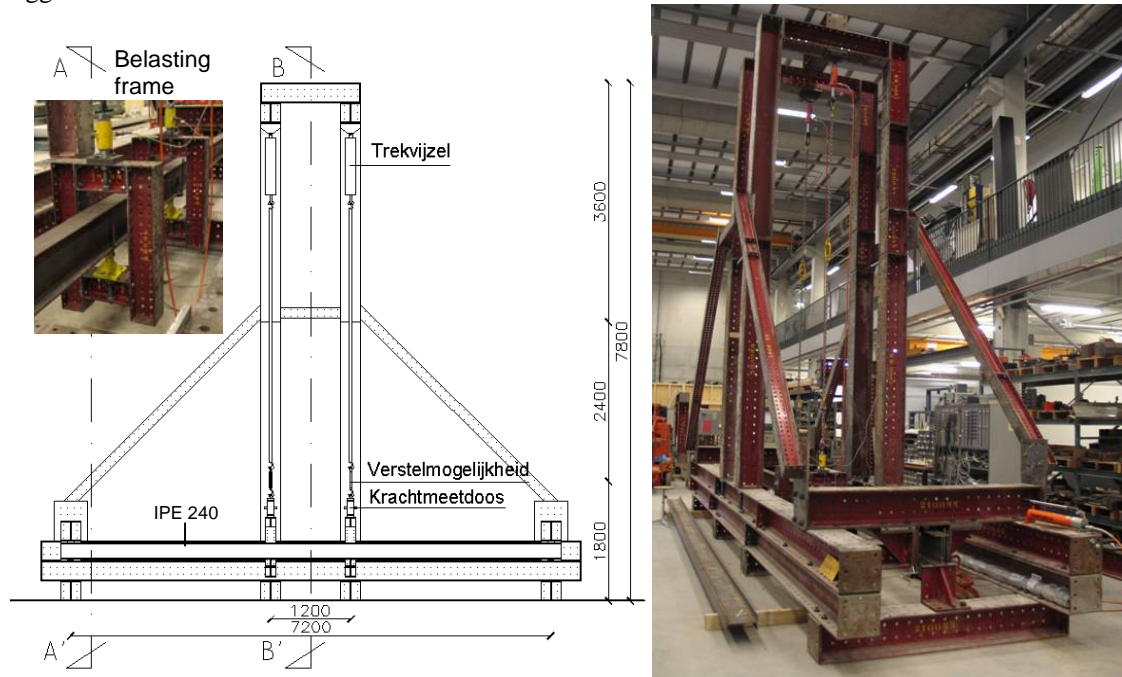 A
Belasting
frame
B
Trekvijzel
3600
7800
2400
Verstelmogelijkheid
Krachtmeetdoos
IPE 240
1800
1200
7200
A'
B'